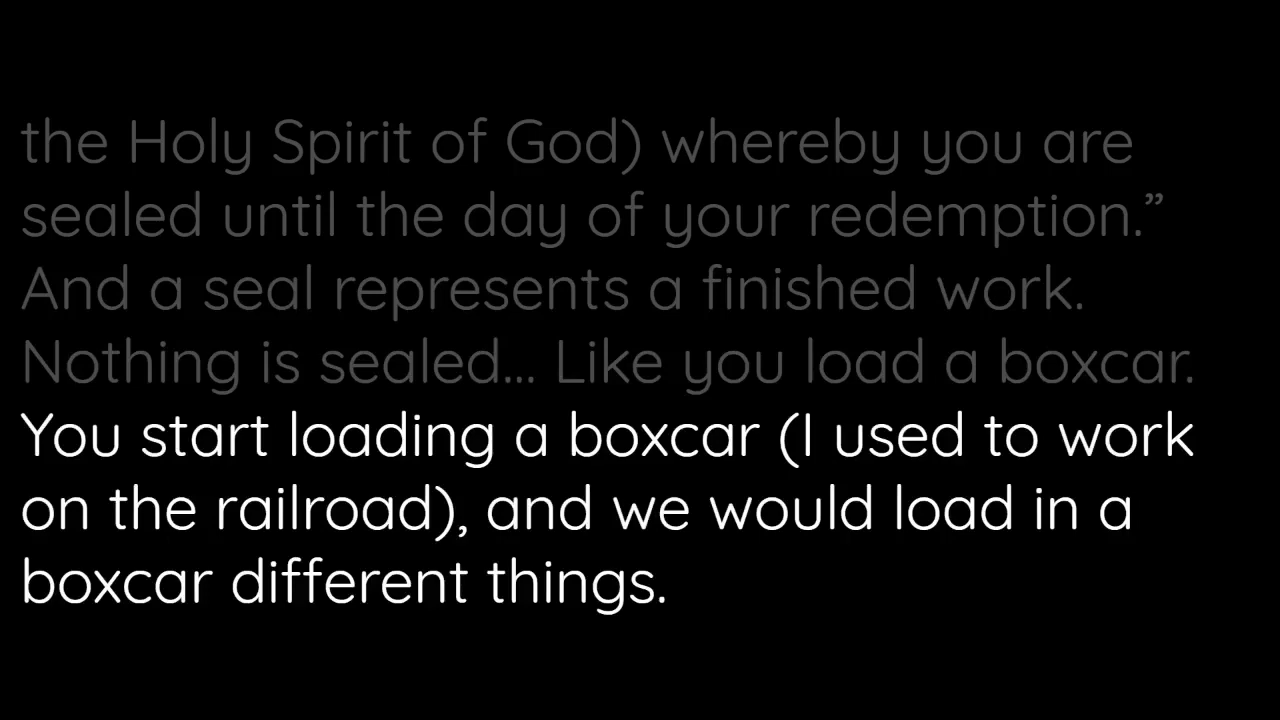 the Holy Spirit of God) whereby you are
sealed until the day of your redemption.”
And a seal represents a finished work.
Nothing is sealed... Like you load a boxcar.
You start loading a boxcar (I used to work
on the railroad), and we would load in a
boxcar different things.